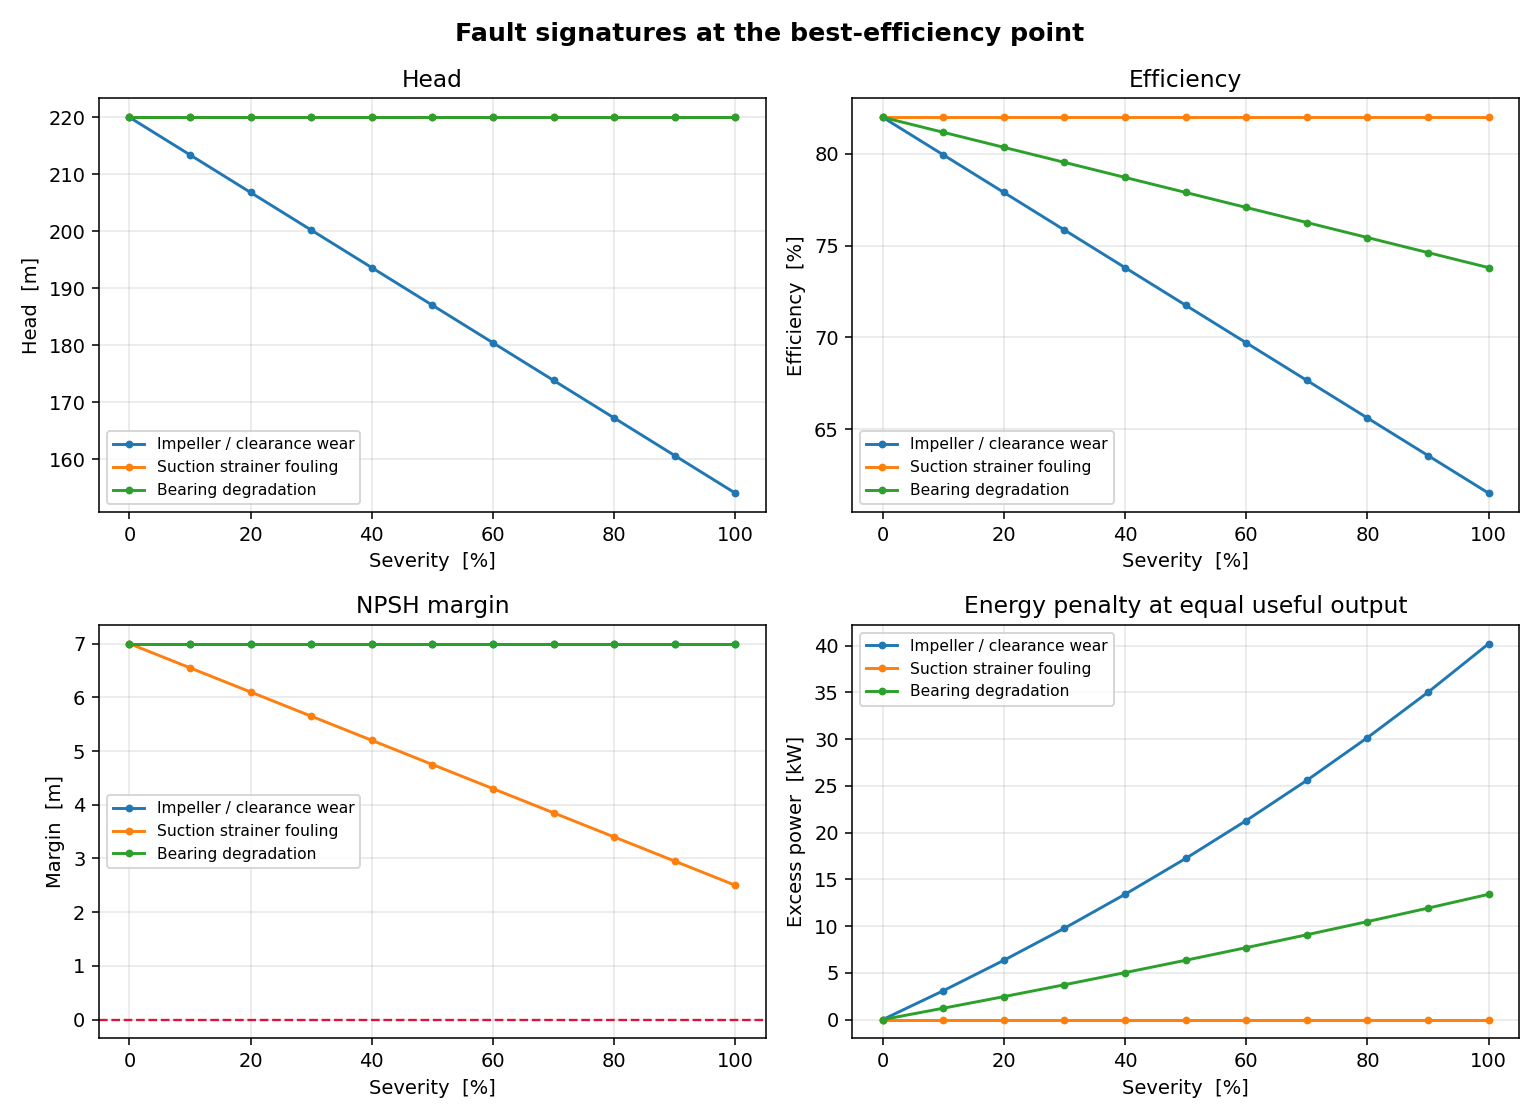 Fault signatures at the best-efficiency point
Head
Head [m]
220
210
200
190
180
170
160
Impeller / clearance wear
Suction strainer fouling
Bearing degradation
0 20 40 60 80 100
Severity [%]
Efficiency
Efficiency [%]
80
75
70
65
Impeller / clearance wear
Suction strainer fouling
Bearing degradation
0 20 40 60 80 100
Severity [%]
NPSH margin
Margin [m]
7
6
5
4
3
2
1
0
Impeller / clearance wear
Suction strainer fouling
Bearing degradation
0 20 40 60 80 100
Severity [%]
Energy penalty at equal useful output
Excess power [kW]
40
35
30
25
20
15
10
5
0
Impeller / clearance wear
Suction strainer fouling
Bearing degradation
0 20 40 60 80 100
Severity [%]